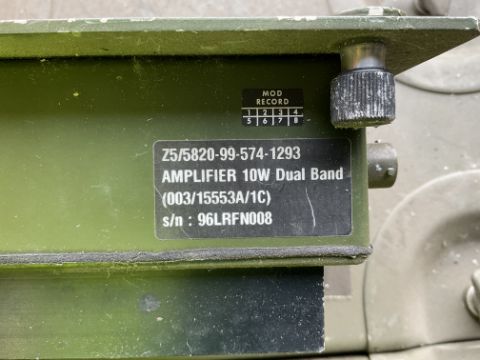 MOD
RECORD
1 2 3 4
5 6 7 8
Z5/5820-99-574-1293
AMPLIFIER 10W Dual Band
(003/15553A/1C)
s/n : 96LRFN008